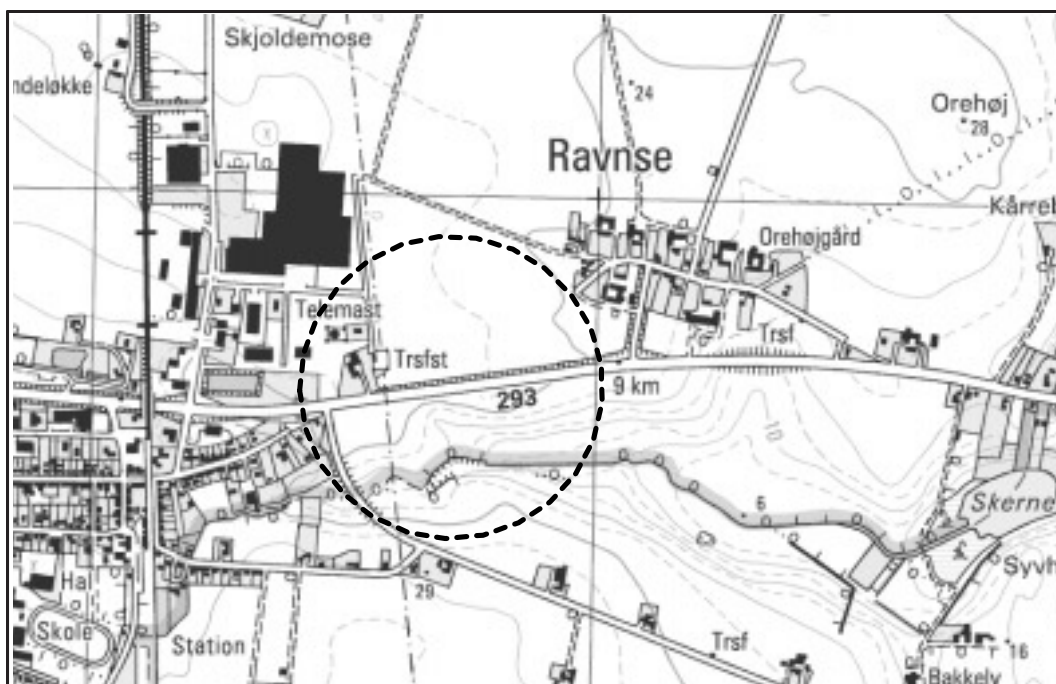 Skjoldemose
ndeløkke
24
Orehøj
28
Ravnse
Kårreb
Orehøjgård
Telemast
Trsf
Trsfst
9 km
293
10
6
Skerne
Syvh
Hal
29
Skole
Station
Trsf
16
Bakkely